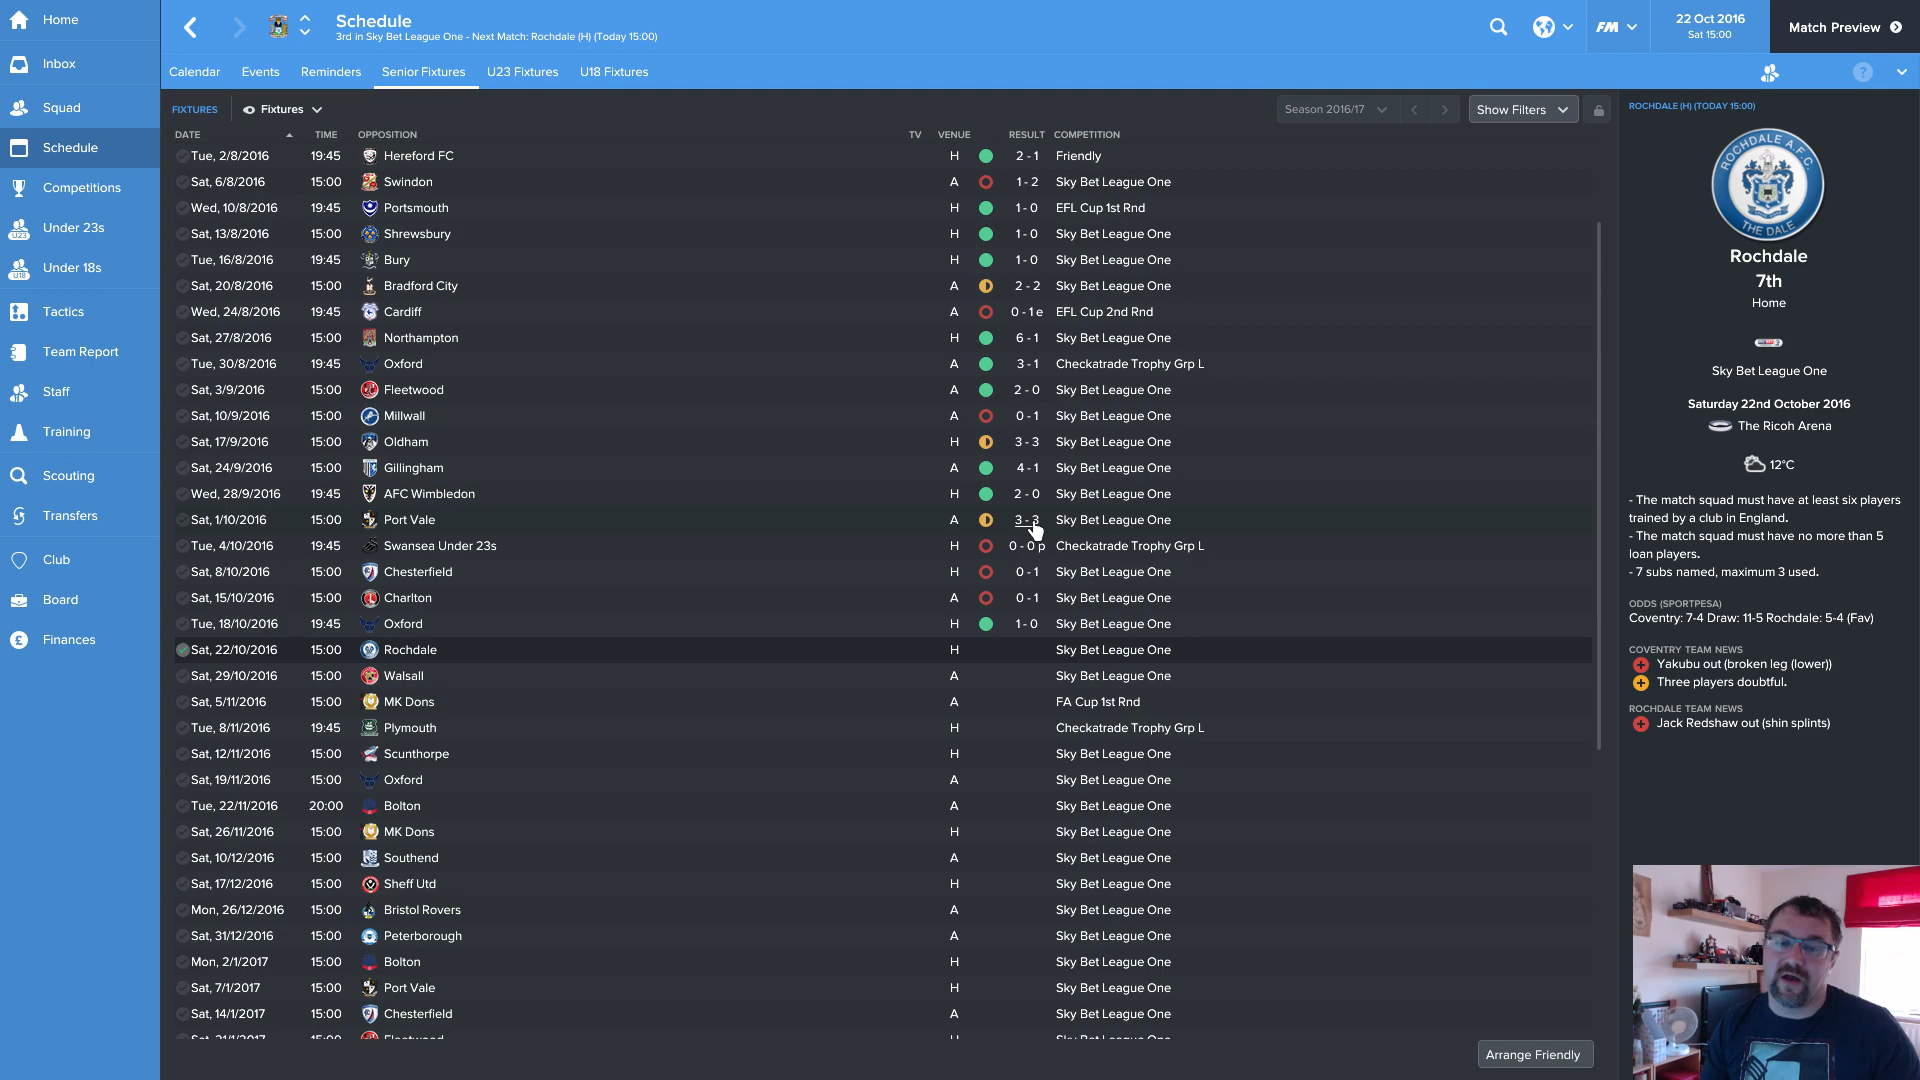 Home
Inbox
Squad
Schedule
Competitions
Under 23s
Under 18s
Tactics
Team Report
Staff
Training
Scouting
Transfers
Club
Board
Finances
Schedule
3rd in Sky Bet League One - Next Match: Rochdale (H) (Today 15:00)
FM
22 Oct 2016
Sat 15:00
Match Preview
Calendar Events Reminders Senior Fixtures U23 Fixtures U18 Fixtures
FIXTURES Fixtures Season 2016/17 Show Filters
DATE TIME OPPOSITION TV VENUE RESULT COMPETITION
Tue, 2/8/2016 19:45 Hereford FC H 2 - 1 Friendly
Sat, 6/8/2016 15:00 Swindon A 1 - 2 Sky Bet League One
Wed, 10/8/2016 19:45 Portsmouth H 1 - 0 EFL Cup 1st Rnd
Sat, 13/8/2016 15:00 Shrewsbury H 1 - 0 Sky Bet League One
Tue, 16/8/2016 19:45 Bury H 1 - 0 Sky Bet League One
Sat, 20/8/2016 15:00 Bradford City A 2 - 2 Sky Bet League One
Wed, 24/8/2016 19:45 Cardiff A 0 - 1 e EFL Cup 2nd Rnd
Sat, 27/8/2016 15:00 Northampton H 6 - 1 Sky Bet League One
Tue, 30/8/2016 19:45 Oxford A 3 - 1 Checkatrade Trophy Grp L
Sat, 3/9/2016 15:00 Fleetwood A 2 - 0 Sky Bet League One
Sat, 10/9/2016 15:00 Millwall A 0 - 1 Sky Bet League One
Sat, 17/9/2016 15:00 Oldham H 3 - 3 Sky Bet League One
Sat, 24/9/2016 15:00 Gillingham A 4 - 1 Sky Bet League One
Wed, 28/9/2016 19:45 AFC Wimbledon H 2 - 0 Sky Bet League One
Sat, 1/10/2016 15:00 Port Vale A 3 - 3 Sky Bet League One
Tue, 4/10/2016 19:45 Swansea Under 23s H 0 - 0 p Checkatrade Trophy Grp L
Sat, 8/10/2016 15:00 Chesterfield H 0 - 1 Sky Bet League One
Sat, 15/10/2016 15:00 Charlton A 0 - 1 Sky Bet League One
Tue, 18/10/2016 19:45 Oxford H 1 - 0 Sky Bet League One
Sat, 22/10/2016 15:00 Rochdale H Sky Bet League One
Sat, 29/10/2016 15:00 Walsall A Sky Bet League One
Sat, 5/11/2016 15:00 MK Dons A FA Cup 1st Rnd
Tue, 8/11/2016 19:45 Plymouth H Checkatrade Trophy Grp L
Sat, 12/11/2016 15:00 Scunthorpe H Sky Bet League One
Sat, 19/11/2016 15:00 Oxford A Sky Bet League One
Tue, 22/11/2016 20:00 Bolton A Sky Bet League One
Sat, 26/11/2016 15:00 MK Dons H Sky Bet League One
Sat, 10/12/2016 15:00 Southend A Sky Bet League One
Sat, 17/12/2016 15:00 Sheff Utd H Sky Bet League One
Mon, 26/12/2016 15:00 Bristol Rovers A Sky Bet League One
Sat, 31/12/2016 15:00 Peterborough A Sky Bet League One
Mon, 2/1/2017 15:00 Bolton H Sky Bet League One
Sat, 7/1/2017 15:00 Port Vale H Sky Bet League One
Sat, 14/1/2017 15:00 Chesterfield A Sky Bet League One
Arrange Friendly
ROCHDALE (H) (TODAY 15:00)
ROCHDALE A.F.C.
THE DALE
Rochdale
7th
Home
Sky Bet League One
Saturday 22nd October 2016
The Ricoh Arena
12°C
- The match squad must have at least six players
trained by a club in England.
- The match squad must have no more than 5
loan players.
- 7 subs named, maximum 3 used.
ODDS (SPORTPESA)
Coventry: 7-4 Draw: 11-5 Rochdale: 5-4 (Fav)
COVENTRY TEAM NEWS
Yakubu out (broken leg (lower))
Three players doubtful.
ROCHDALE TEAM NEWS
Jack Redshaw out (shin splints)